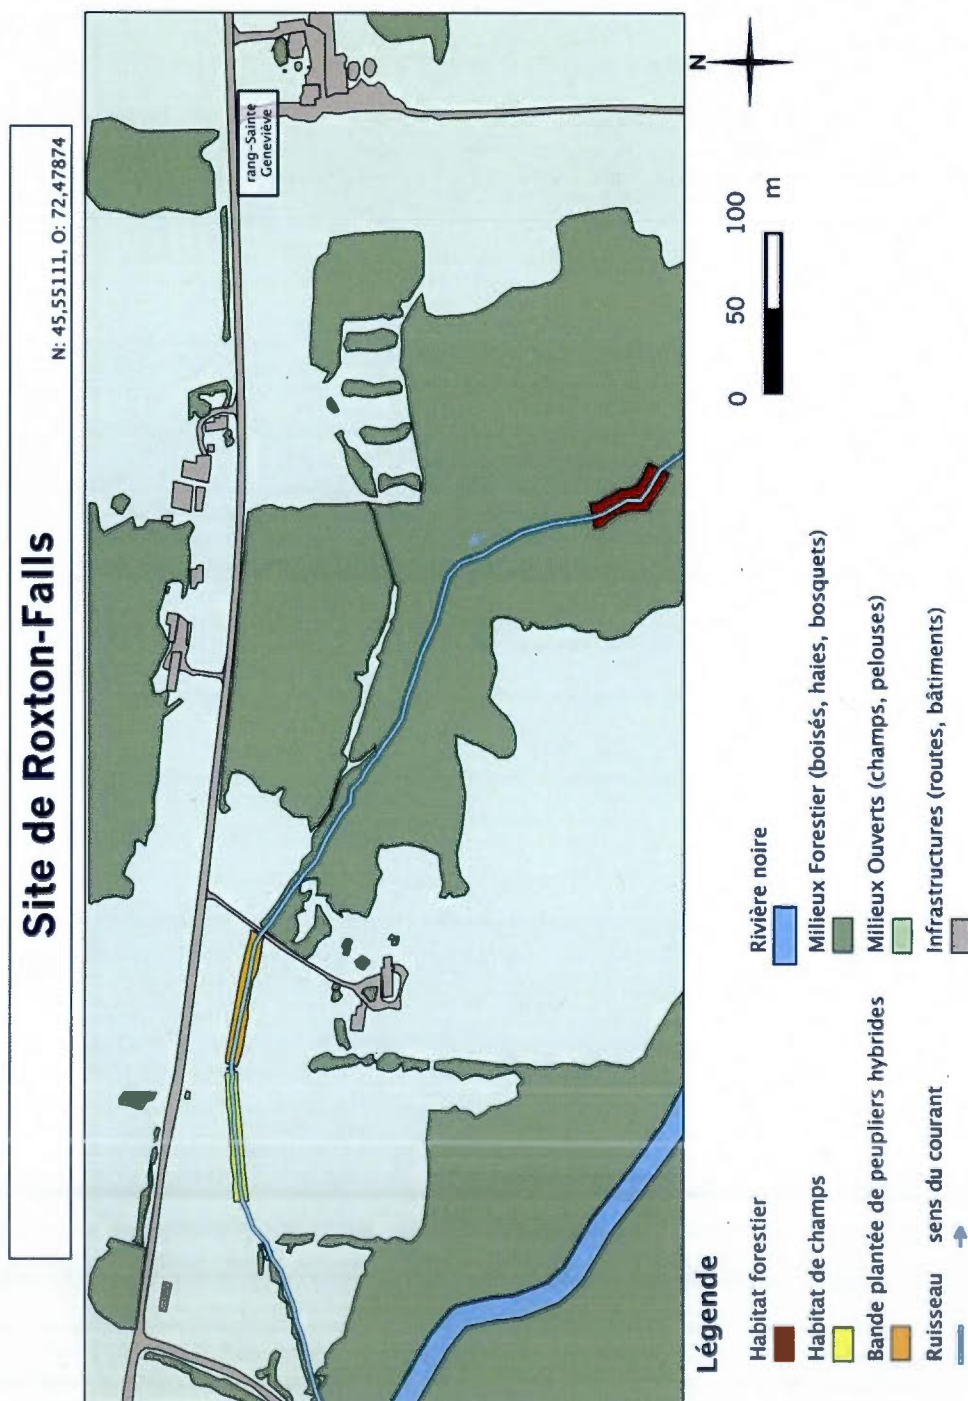 Site de Roxton-Falls
N: 45,55111, O: 72,47874
rang-Sainte
Geneviève
N
0 50 100
m
Légende
Habitat forestier
Habitat de champs
Bande plantée de peupliers hybrides
Ruisseau sens du courant
Rivière noire
Milieux Forestier (boisés, haies, bosquets)
Milieux Ouverts (champs, pelouses)
Infrastructures (routes, bâtiments)